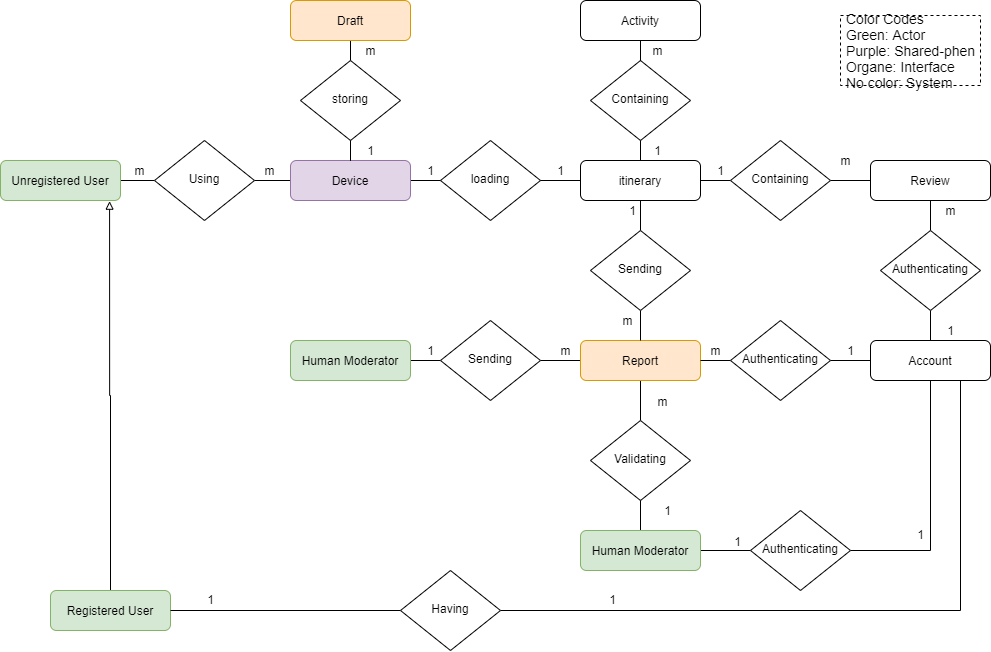 Draft
Activity
Color Codes
Green: Actor
Purple: Shared-phen
Organe: Interface
No color: System
m
m
storing
Containing
1
1
Unregistered User
m
Using
m
Device
1
loading
1
itinerary
1
Containing
m
Review
1
m
Sending
Authenticating
m
1
Human Moderator
1
Sending
m
Report
m
Authenticating
1
Account
m
Validating
1
Human Moderator
1
Authenticating
1
Registered User
1
Having
1